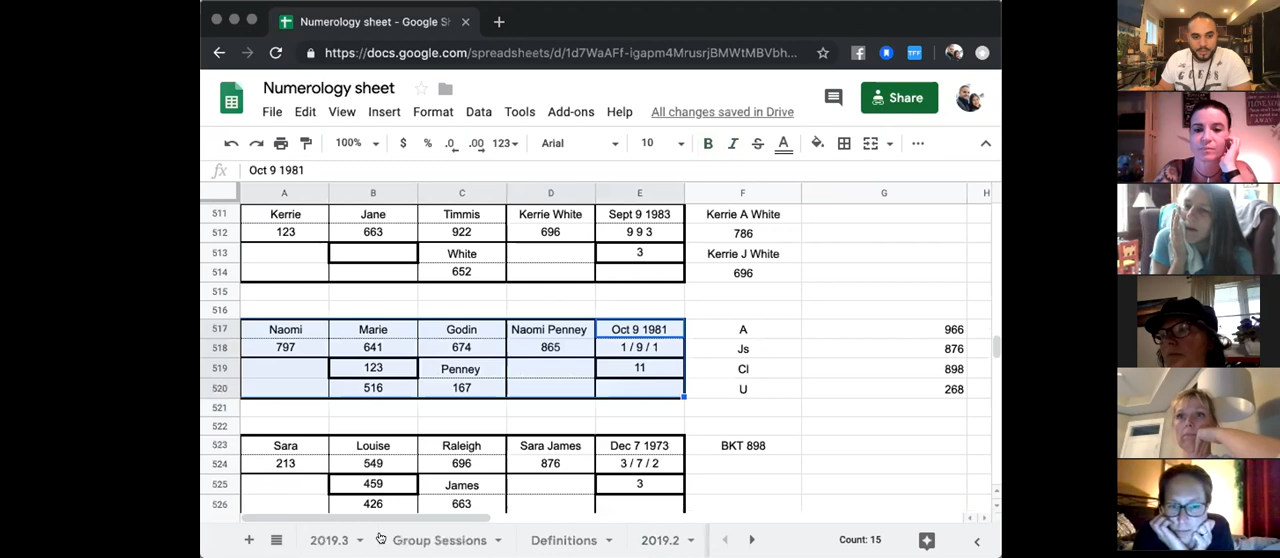 Numerology sheet - Google Sh
https://docs.google.com/spreadsheets/d/1d7WaAFf-igapm4MrusrjBMWtMBVbh...
TFF
Numerology sheet
File Edit View Insert Format Data Tools Add-ons Help All changes saved in Drive
Share
100% $ % .0 .00 123 Arial 10 B I S A
fx Oct 9 1981
A B C D E F G H
511 Kerrie Jane Timmis Kerrie White Sept 9 1983 Kerrie A White
512 123 663 922 696 9 9 3 786
513 White 3 Kerrie J White
514 652 696
515
516
517 Naomi Marie Godin Naomi Penney Oct 9 1981 A 966
518 797 641 674 865 1 / 9 / 1 Js 876
519 123 Penney 11 Cl 898
520 516 167 U 268
521
522
523 Sara Louise Raleigh Sara James Dec 7 1973 BKT 898
524 213 549 696 876 3 / 7 / 2
525 459 James 3
526 426 663
2019.3 Group Sessions Definitions 2019.2 Count: 15
GUESS